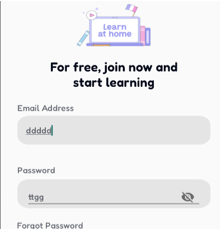 Learn
at home
For free, join now and
start learning
Email Address
ddddd
Password
ttgg
Forgot Password